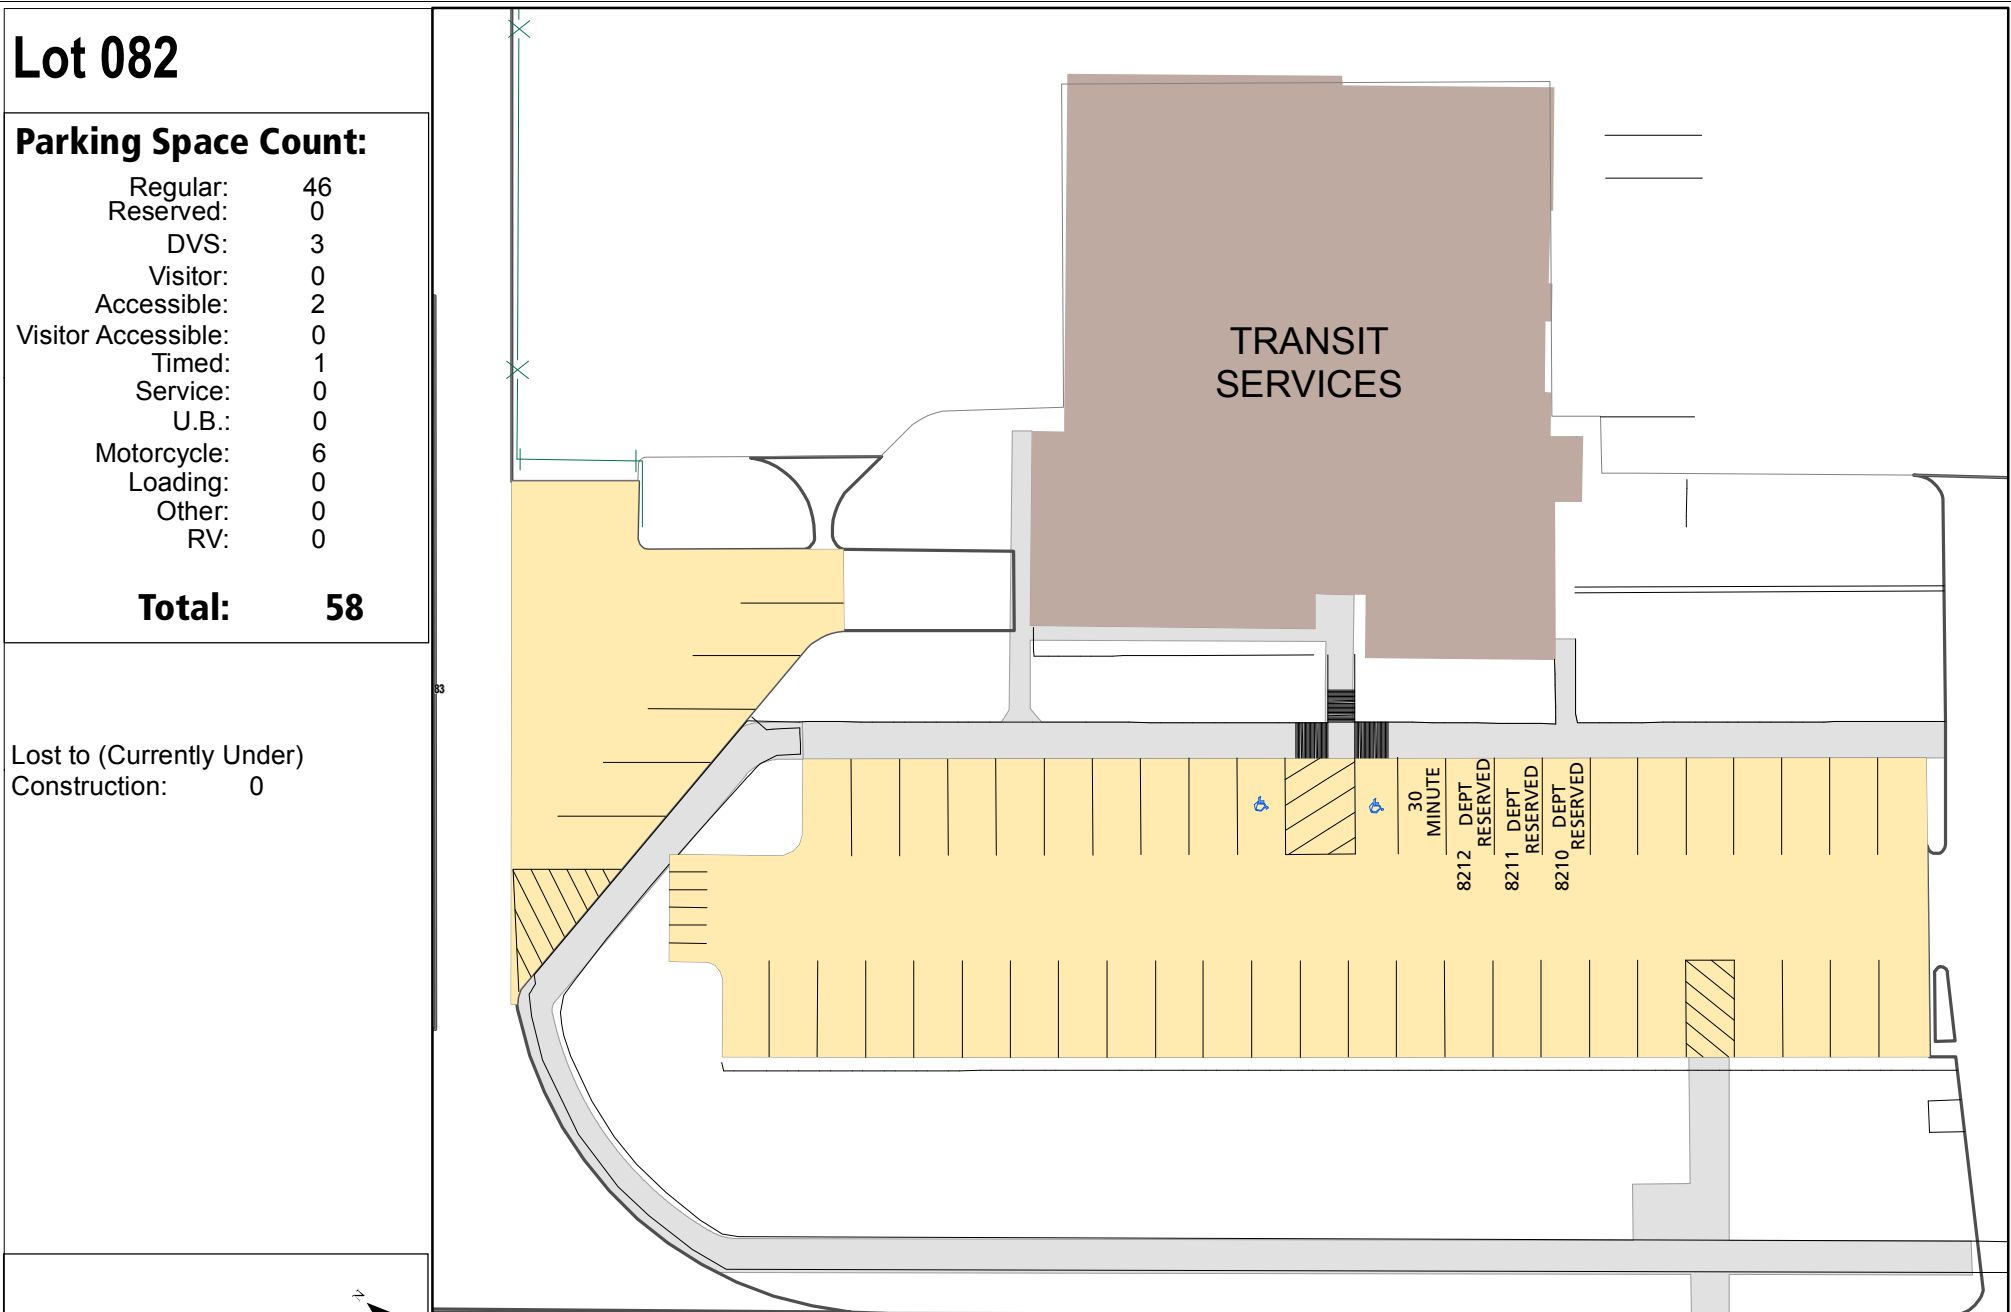 Lot 082
Parking Space Count:
Regular: 46
Reserved: 0
DVS: 3
Visitor: 0
Accessible: 2
Visitor Accessible: 0
Timed: 1
Service: 0
U.B.: 0
Motorcycle: 6
Loading: 0
Other: 0
RV: 0
Total: 58
Lost to (Currently Under)
Construction: 0
83
TRANSIT
SERVICES
30
MINUTE
8212 DEPT
RESERVED
8211 DEPT
RESERVED
8210 DEPT
RESERVED
N